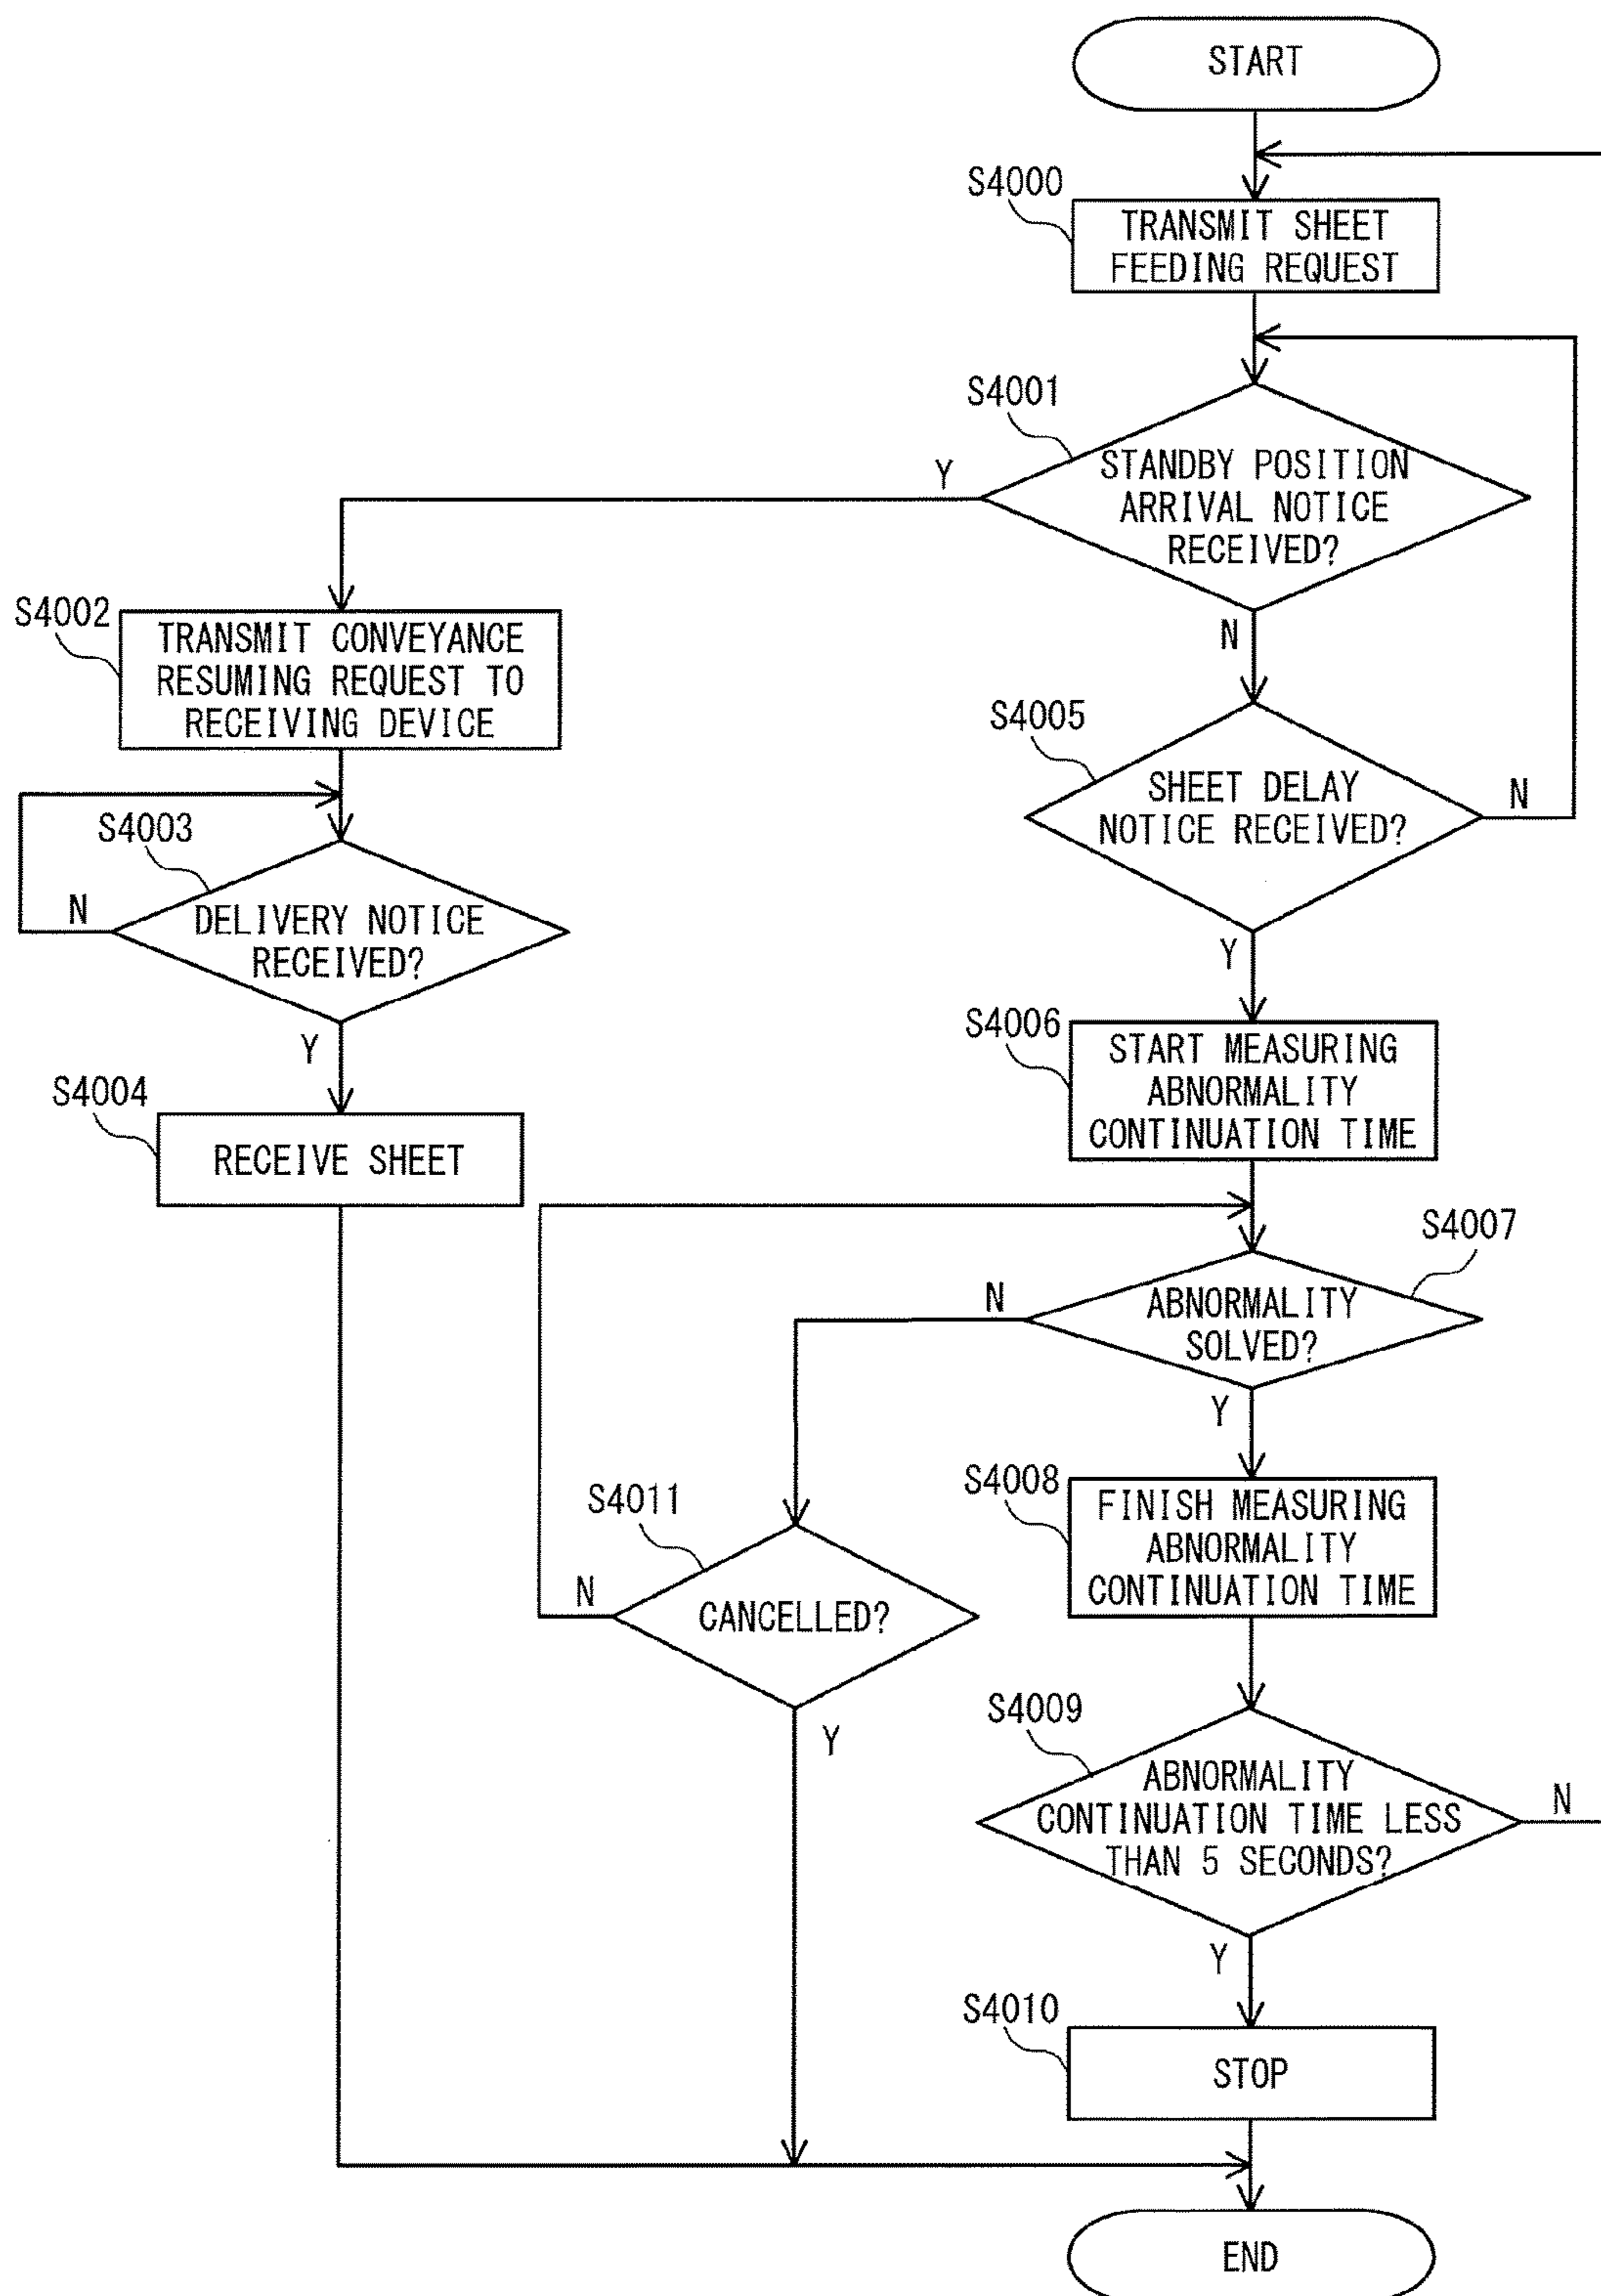 START
S4000
TRANSMIT SHEET
FEEDING REQUEST
S4001
STANDBY POSITION
ARRIVAL NOTICE
RECEIVED?
Y
N
S4002
TRANSMIT CONVEYANCE
RESUMING REQUEST TO
RECEIVING DEVICE
S4003
DELIVERY NOTICE
RECEIVED?
N
Y
S4004
RECEIVE SHEET
S4005
SHEET DELAY
NOTICE RECEIVED?
N
Y
S4006
START MEASURING
ABNORMALITY
CONTINUATION TIME
S4007
ABNORMALITY
SOLVED?
N
Y
S4008
FINISH MEASURING
ABNORMALITY
CONTINUATION TIME
S4011
CANCELLED?
N
Y
S4009
ABNORMALITY
CONTINUATION TIME LESS
THAN 5 SECONDS?
N
Y
S4010
STOP
END